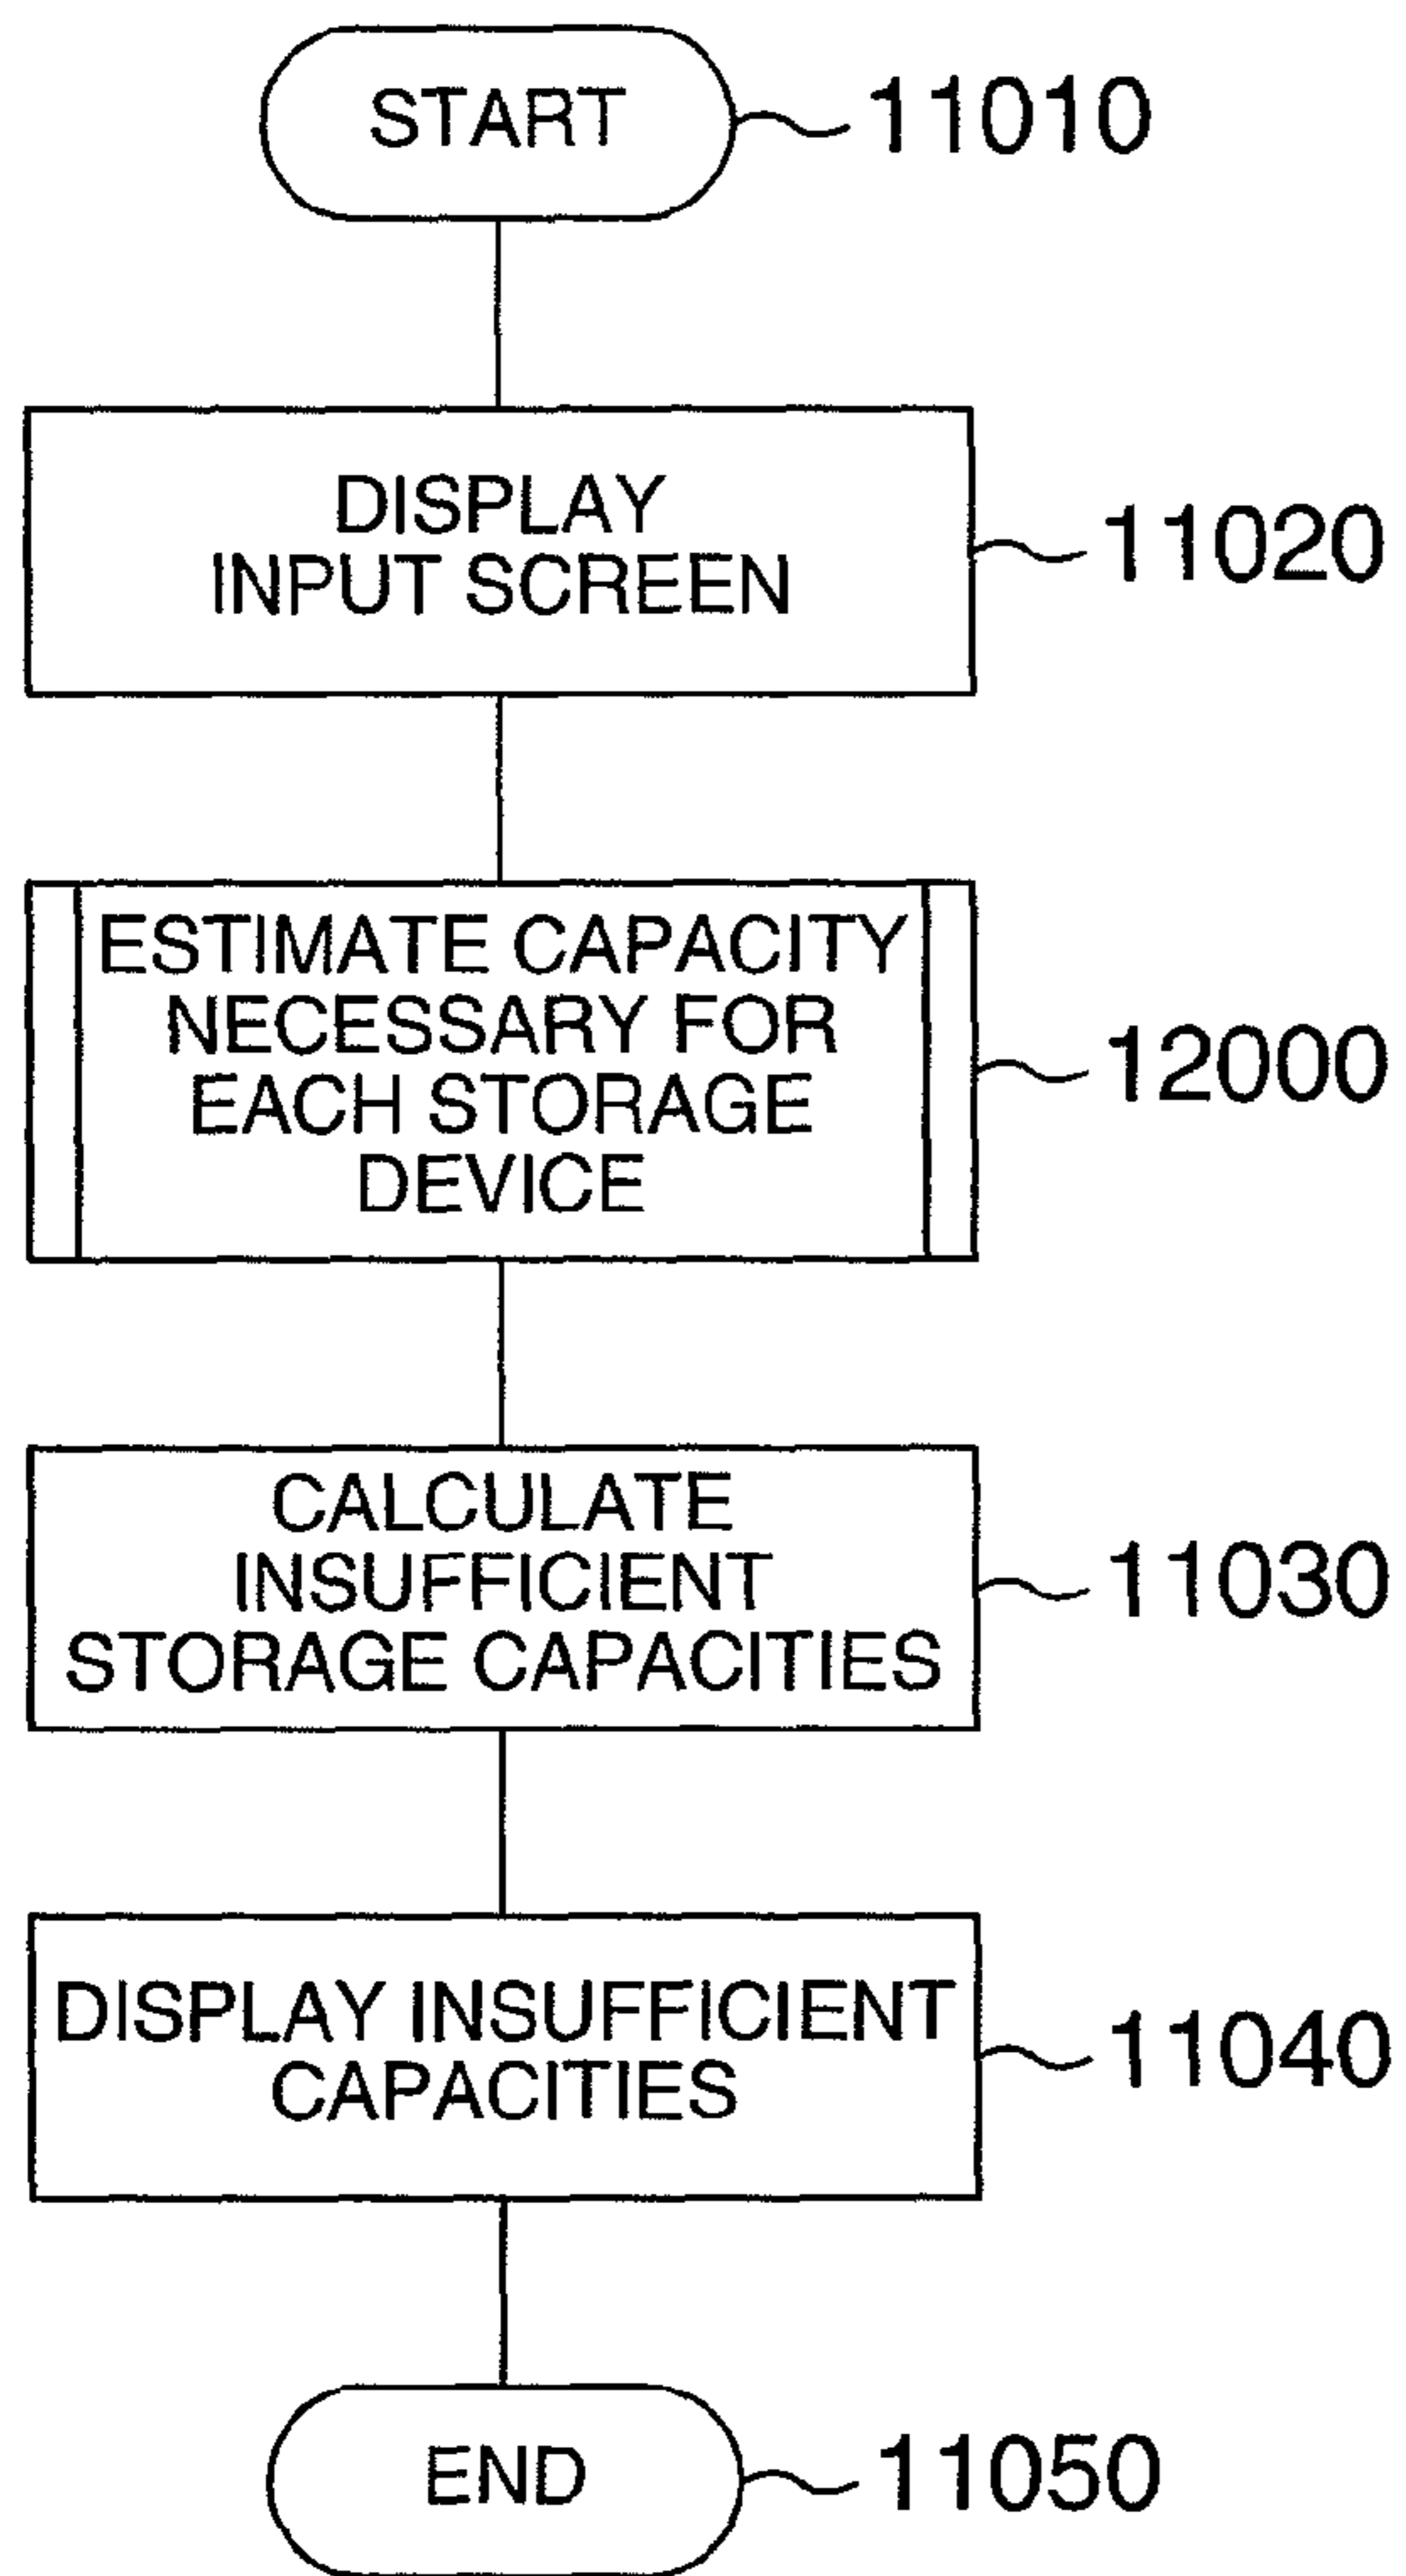 START
11010
DISPLAY
INPUT SCREEN
11020
ESTIMATE CAPACITY
NECESSARY FOR
EACH STORAGE
DEVICE
12000
CALCULATE
INSUFFICIENT
STORAGE CAPACITIES
11030
DISPLAY INSUFFICIENT
CAPACITIES
11040
END
11050